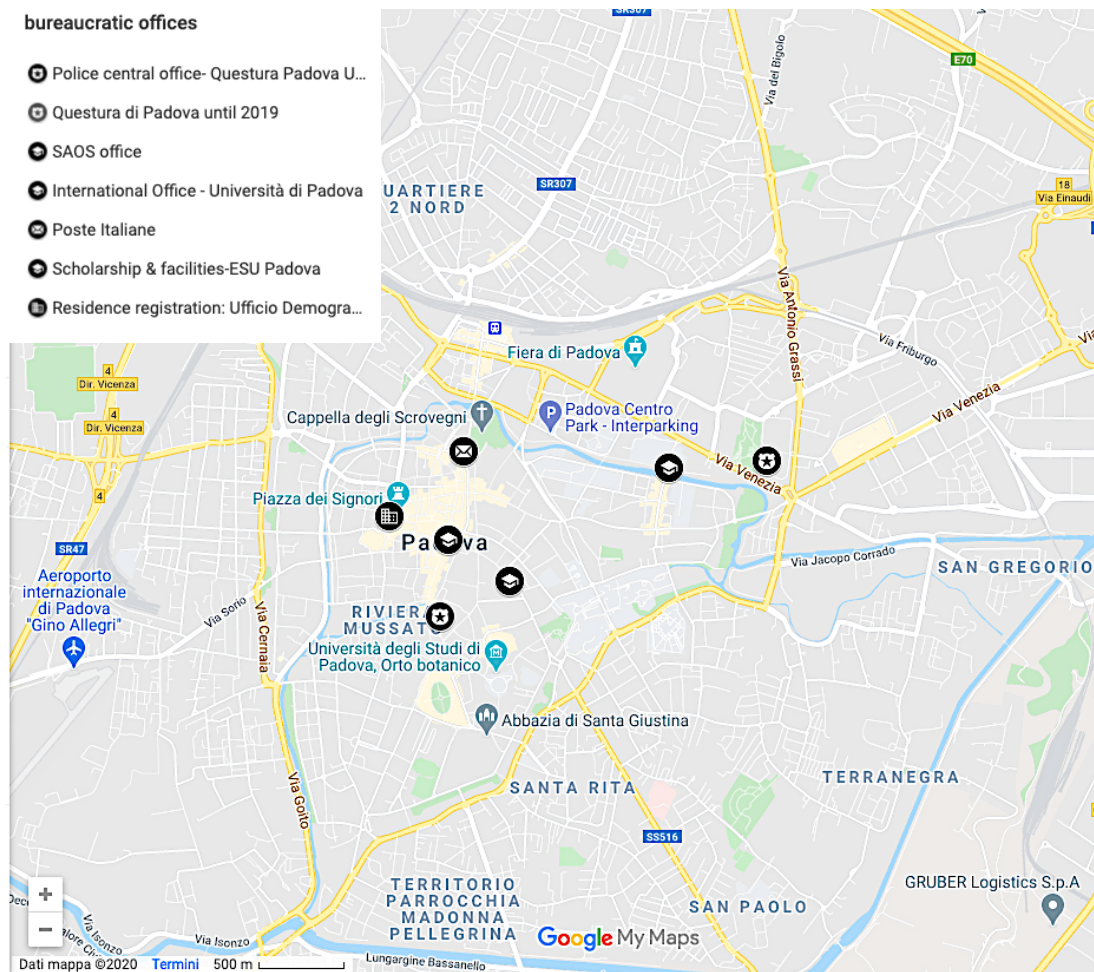 bureaucratic offices
Police central office- Questura Padova U...
Questura di Padova until 2019
SAOS office
International Office - Università di Padova
Poste Italiane
Scholarship & facilities-ESU Padova
Residence registration: Ufficio Demogra...
SR307
Via del Bigolo
E70
SR307
UARTIERE
2 NORD
18
Via Einaudi
Via Antonio Grassi
Fiera di Padova
Via Friburgo
4
Dir. Vicenza
4
Dir. Vicenza
Cappella degli Scrovegni
P
Padova Centro
Park - Interparking
Via Venezia
Via Venezia
Piazza dei Signori
4
Padova
SR47
Via Jacopo Corrado
SAN GREGORIO
Aeroporto
internazionale
di Padova
"Gino Allegri"
Via Sorio
Via Cernaia
RIVIERA
MUSSATO
Università degli Studi di
Padova, Orto botanico
Abbazia di Santa Giustina
Via Goito
SANTA RITA
TERRANEGRA
SS516
TERRITORIO
PARROCCHIA
MADONNA
PELLEGRINA
SAN PAOLO
GRUBER Logistics S.p.A
+
−
Via Isonzo
Via Isonzo
Google My Maps
Lungargine Bassanello
Dati mappa ©2020 Termini 500 m